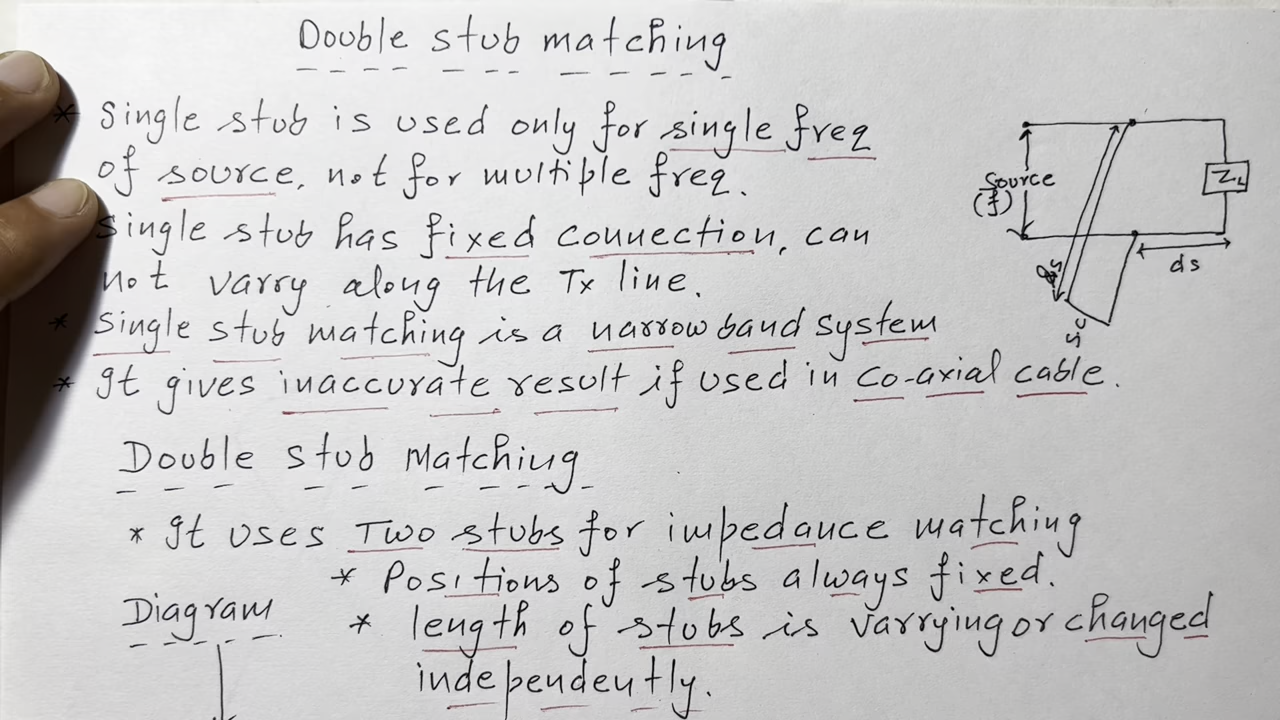 Double stub matching
* Single stub is used only for single freq
of source, not for multiple freq.
Single stub has fixed connection, can
not varry along the Tx line.
* Single stub matching is a narrow band system
* It gives inaccurate result if used in co-axial cable.
Source
(f)
ZL
ds
SC
Double stub Matching
* It uses Two stubs for impedance matching
* Positions of stubs always fixed.
Diagram
* length of stubs is varrying or changed
independently.